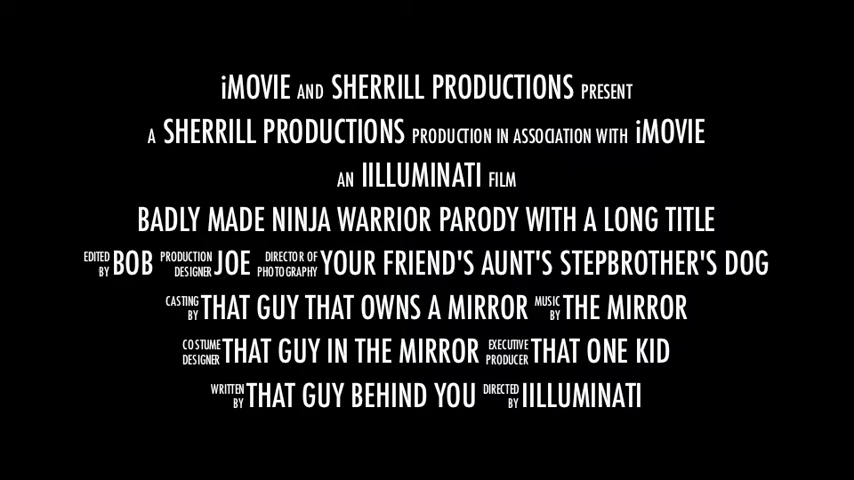 iMOVIE AND SHERRILL PRODUCTIONS PRESENT
A SHERRILL PRODUCTIONS PRODUCTION IN ASSOCIATION WITH iMOVIE
AN IILLUMINATI FILM
BADLY MADE NINJA WARRIOR PARODY WITH A LONG TITLE
EDITED BY BOB PRODUCTION DESIGNER JOE DIRECTOR OF PHOTOGRAPHY YOUR FRIEND'S AUNT'S STEPBROTHER'S DOG
CASTING BY THAT GUY THAT OWNS A MIRROR MUSIC BY THE MIRROR
COSTUME DESIGNER THAT GUY IN THE MIRROR EXECUTIVE PRODUCER THAT ONE KID
WRITTEN BY THAT GUY BEHIND YOU DIRECTED BY IILLUMINATI